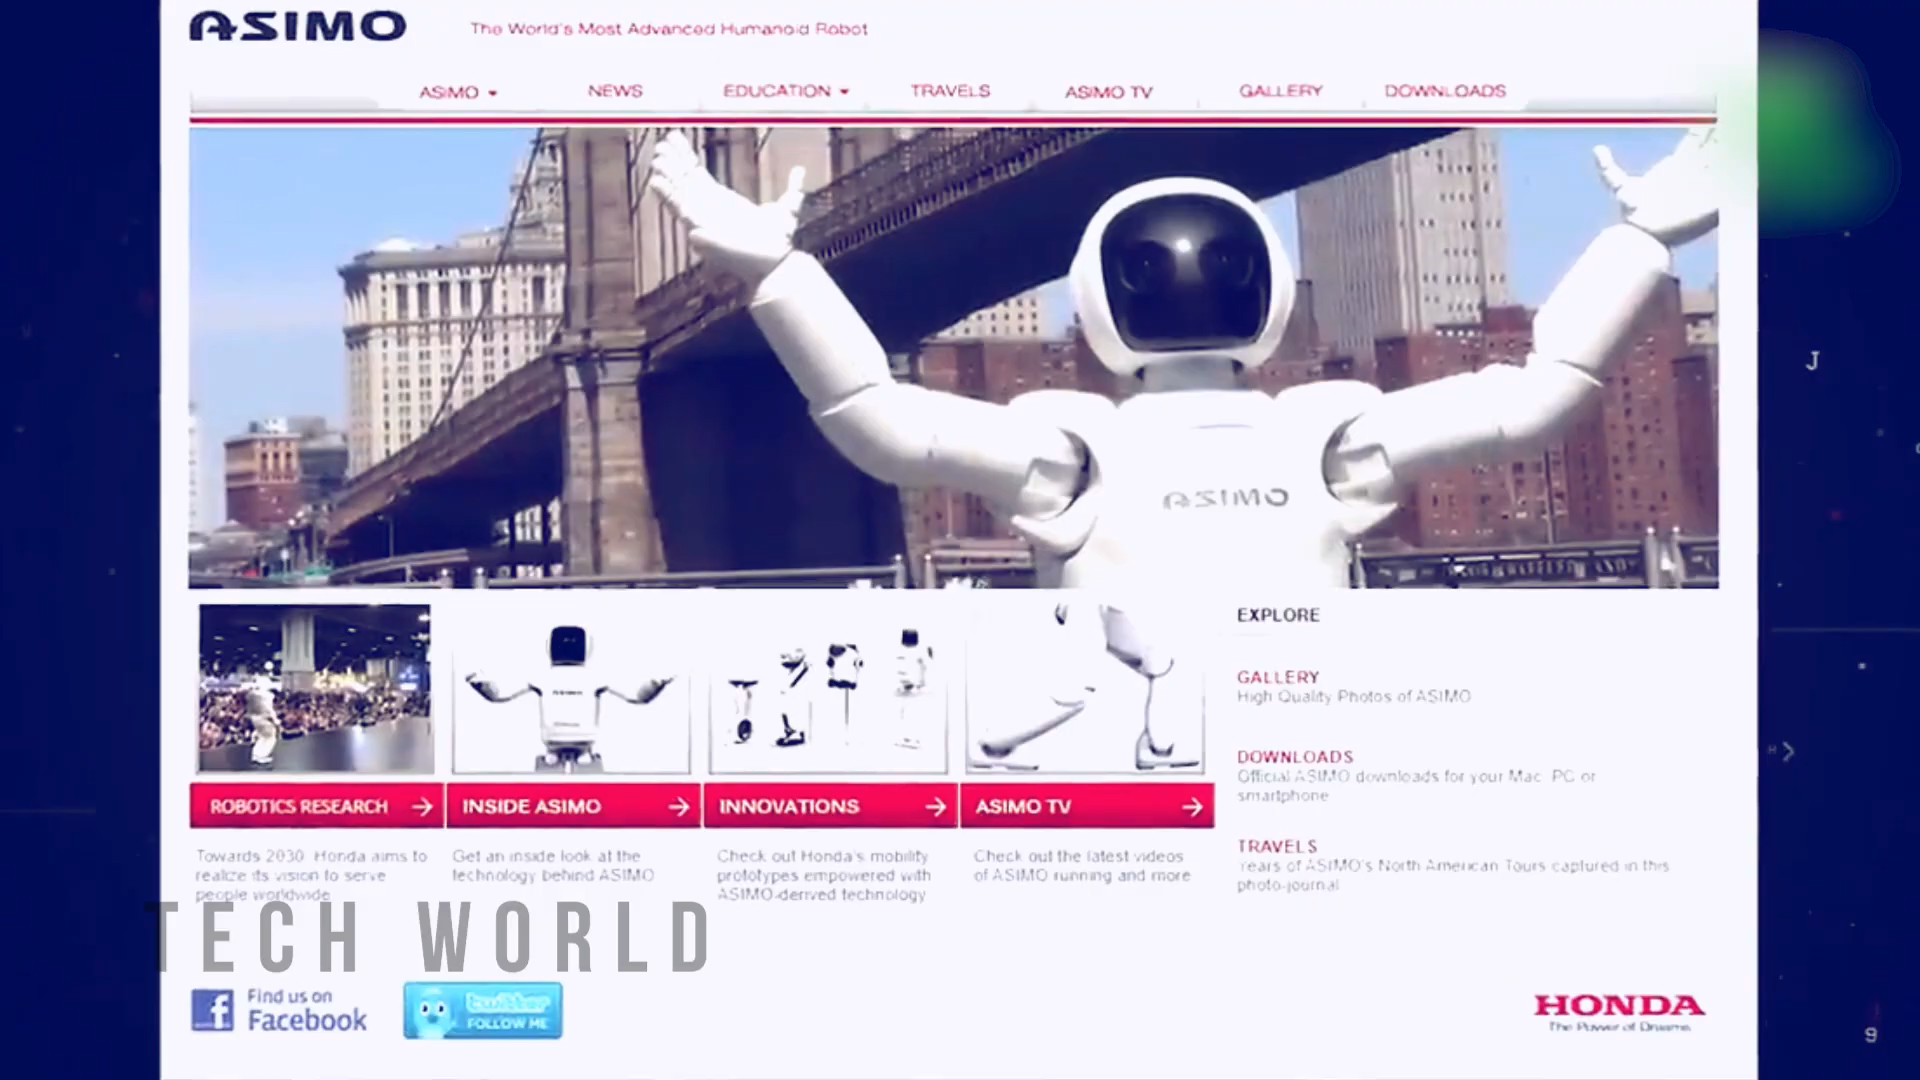 ASIMO
The World's Most Advanced Humanoid Robot
ASIMO NEWS EDUCATION TRAVELS ASIMO TV GALLERY DOWNLOADS
ASIMO
EXPLORE
GALLERY
High Quality Photos of ASIMO
DOWNLOADS
Official ASIMO downloads for your Mac, PC or
smartphone
TRAVELS
Years of ASIMO's North American Tours captured in this
photo-journal
ROBOTICS RESEARCH
Towards 2030, Honda aims to
realize its vision to serve
people worldwide
INSIDE ASIMO
Get an inside look at the
technology behind ASIMO
INNOVATIONS
Check out Honda's mobility
prototypes empowered with
ASIMO-derived technology
ASIMO TV
Check out the latest videos
of ASIMO running and more
TECH WORLD
Find us on
Facebook
twitter
FOLLOW ME
HONDA
The Power of Dreams
J
9